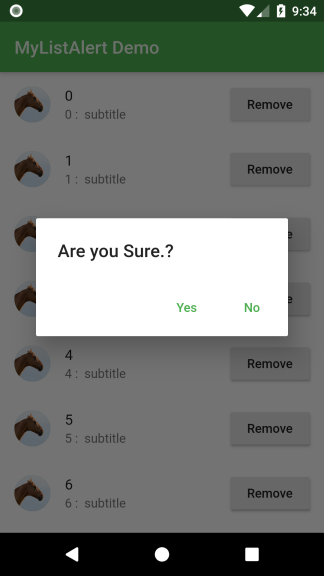 9:34
MyListAlert Demo
0
0 :  subtitle
Remove
1
1 :  subtitle
Remove
Are you Sure.?
Yes
No
4
4 :  subtitle
Remove
5
5 :  subtitle
Remove
6
6 :  subtitle
Remove